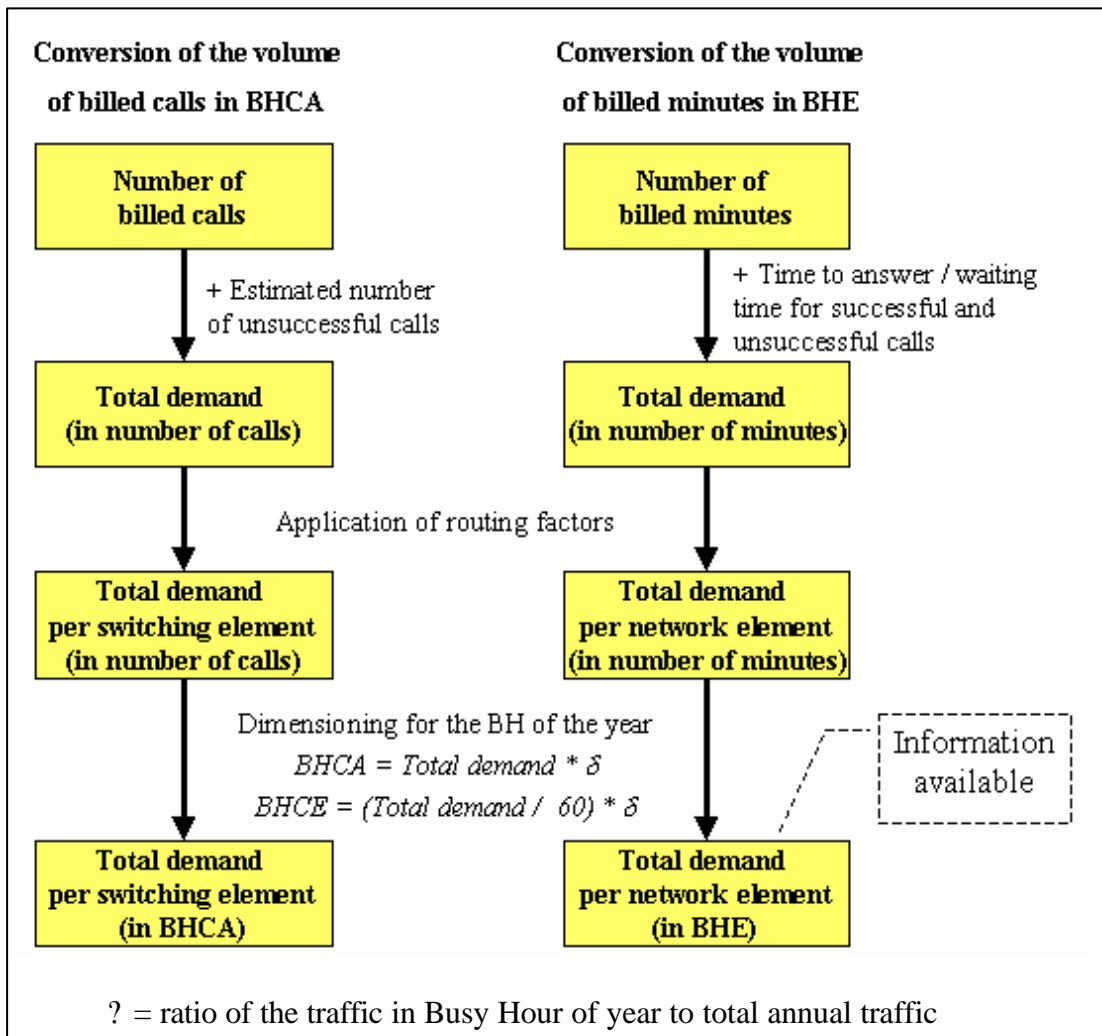 Conversion of the volume
of billed calls in BHCA
Conversion of the volume
of billed minutes in BHE
Number of
billed calls
Number of
billed minutes
+ Estimated number
of unsuccessful calls
+ Time to answer / waiting
time for successful and
unsuccessful calls
Total demand
(in number of calls)
Total demand
(in number of minutes)
Application of routing factors
Total demand
per switching element
(in number of calls)
Total demand
per network element
(in number of minutes)
Dimensioning for the BH of the year
BHCA = Total demand * δ
BHCE = (Total demand / 60) * δ
Information
available
Total demand
per switching element
(in BHCA)
Total demand
per network element
(in BHE)
? = ratio of the traffic in Busy Hour of year to total annual traffic